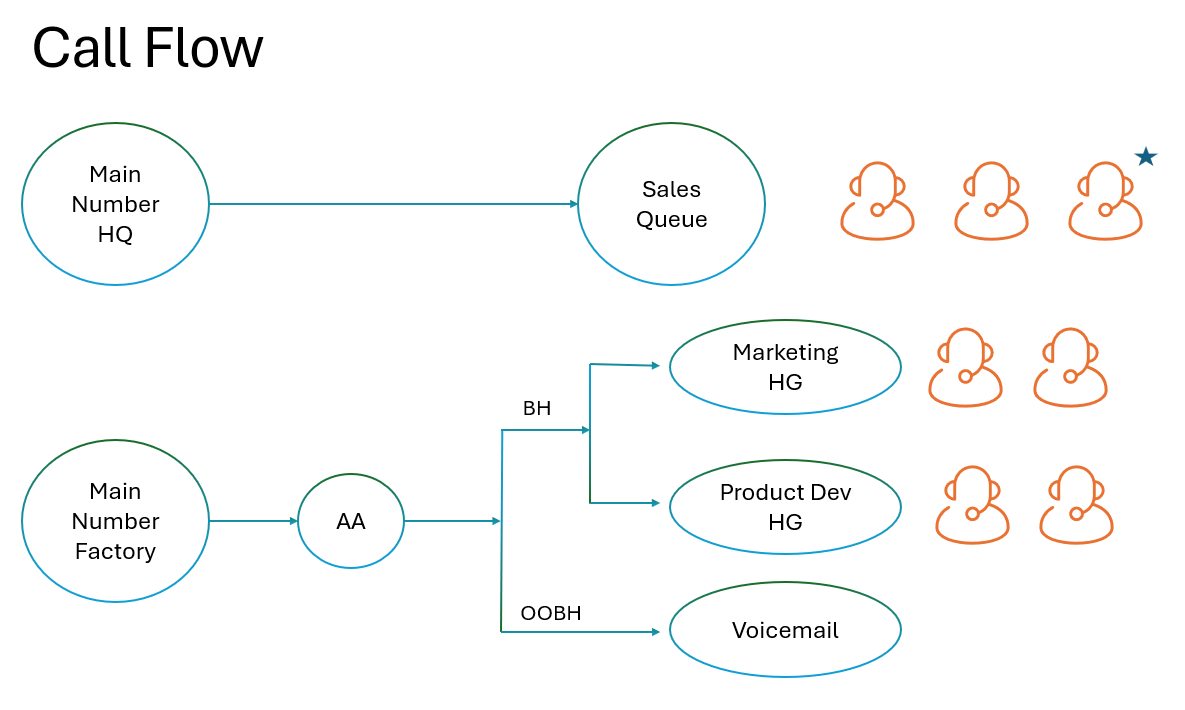 Call Flow
Main
Number
HQ
Sales
Queue
Marketing
HG
BH
Product Dev
HG
Main
Number
Factory
AA
OOBH
Voicemail